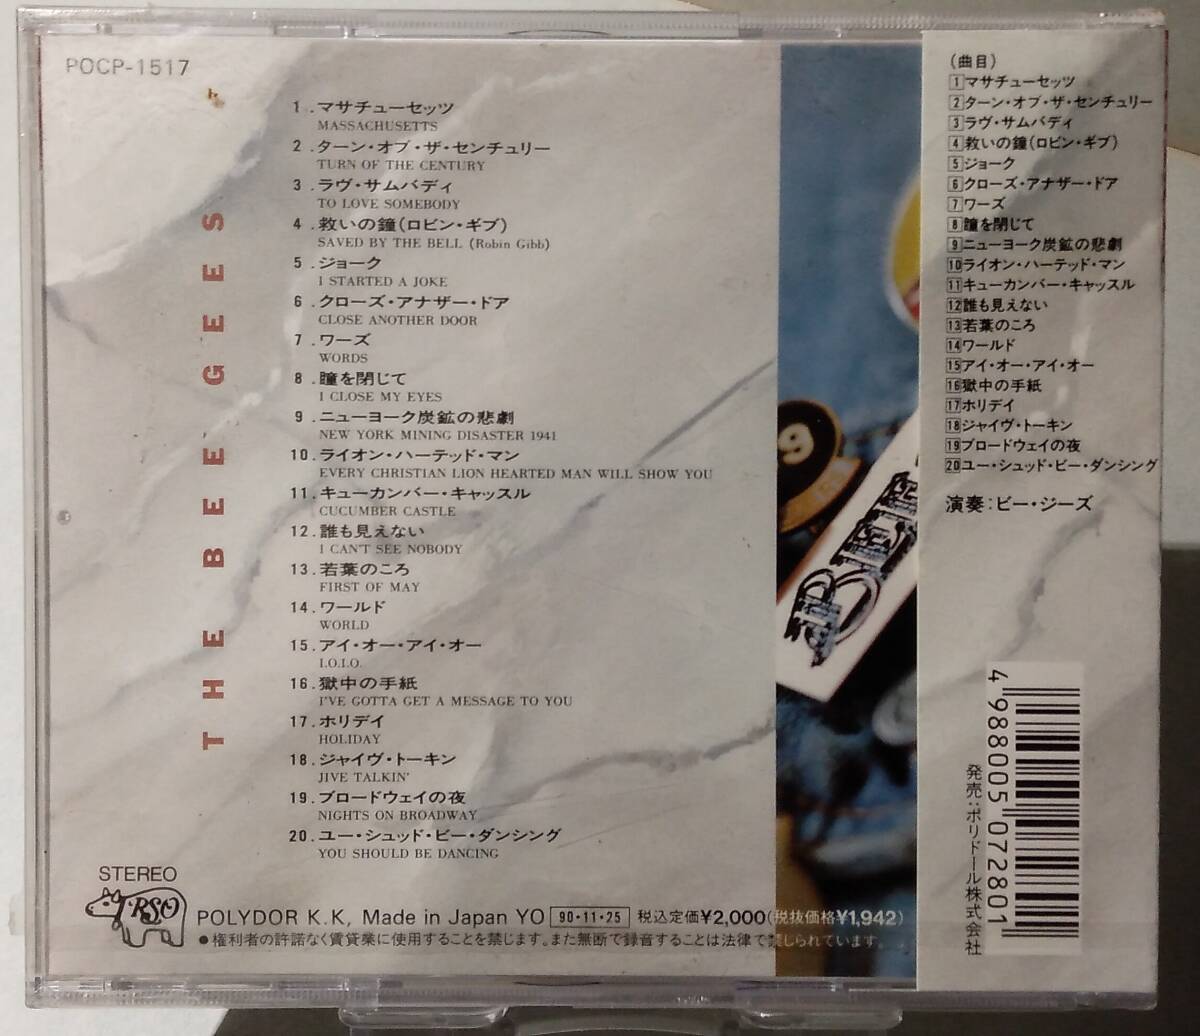 POCP-1517
THE BEE GEES
1.マサチューセッツ
MASSACHUSETTS
2.ターン・オブ・ザ・センチュリー
TURN OF THE CENTURY
3.ラヴ・サムバディ
TO LOVE SOMEBODY
4.救いの鐘(ロビン・ギブ)
SAVED BY THE BELL (Robin Gibb)
5.ジョーク
I STARTED A JOKE
6.クローズ・アナザー・ドア
CLOSE ANOTHER DOOR
7.ワーズ
WORDS
8.瞳を閉じて
I CLOSE MY EYES
9.ニューヨーク炭鉱の悲劇
NEW YORK MINING DISASTER 1941
10.ライオン・ハーテッド・マン
EVERY CHRISTIAN LION HEARTED MAN WILL SHOW YOU
11.キューカンバー・キャッスル
CUCUMBER CASTLE
12.誰も見えない
I CAN'T SEE NOBODY
13.若葉のころ
FIRST OF MAY
14.ワールド
WORLD
15.アイ・オー・アイ・オー
I.O.I.O.
16.獄中の手紙
I'VE GOTTA GET A MESSAGE TO YOU
17.ホリデイ
HOLIDAY
18.ジャイヴ・トーキン
JIVE TALKIN'
19.ブロードウェイの夜
NIGHTS ON BROADWAY
20.ユー・シュッド・ビー・ダンシング
YOU SHOULD BE DANCING
STEREO
RSO
POLYDOR K.K, Made in Japan YO 90・11・25 税込定価¥2,000(税抜価格¥1,942)
●権利者の許諾なく賃貸業に使用することを禁じます。また無断で録音することは法律で禁じられています。
9
BEE
(曲目)
1マサチューセッツ
2ターン・オブ・ザ・センチュリー
3ラヴ・サムバディ
4救いの鐘(ロビン・ギブ)
5ジョーク
6クローズ・アナザー・ドア
7ワーズ
8瞳を閉じて
9ニューヨーク炭鉱の悲劇
10ライオン・ハーテッド・マン
11キューカンバー・キャッスル
12誰も見えない
13若葉のころ
14ワールド
15アイ・オー・アイ・オー
16獄中の手紙
17ホリデイ
18ジャイヴ・トーキン
19ブロードウェイの夜
20ユー・シュッド・ビー・ダンシング
演奏:ビー・ジーズ
4 988005 072801
発売:ポリドール株式会社